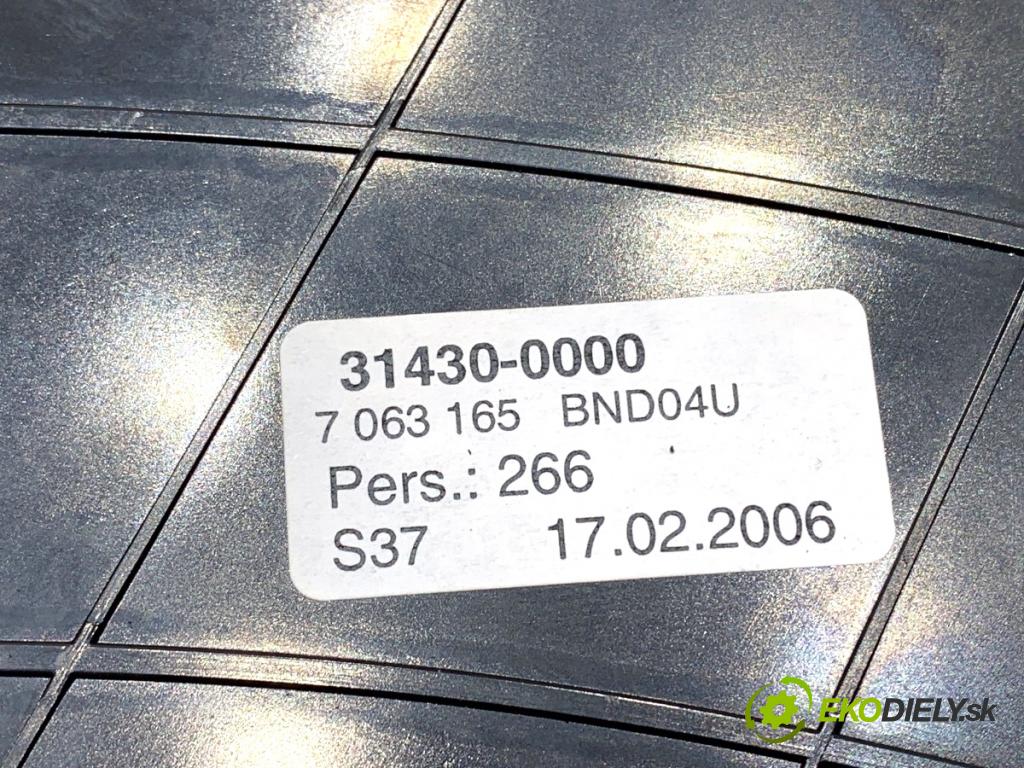 31430-0000
7 063 165 BND04U
Pers.: 266
S37 17.02.2006
EKODIELY.sk